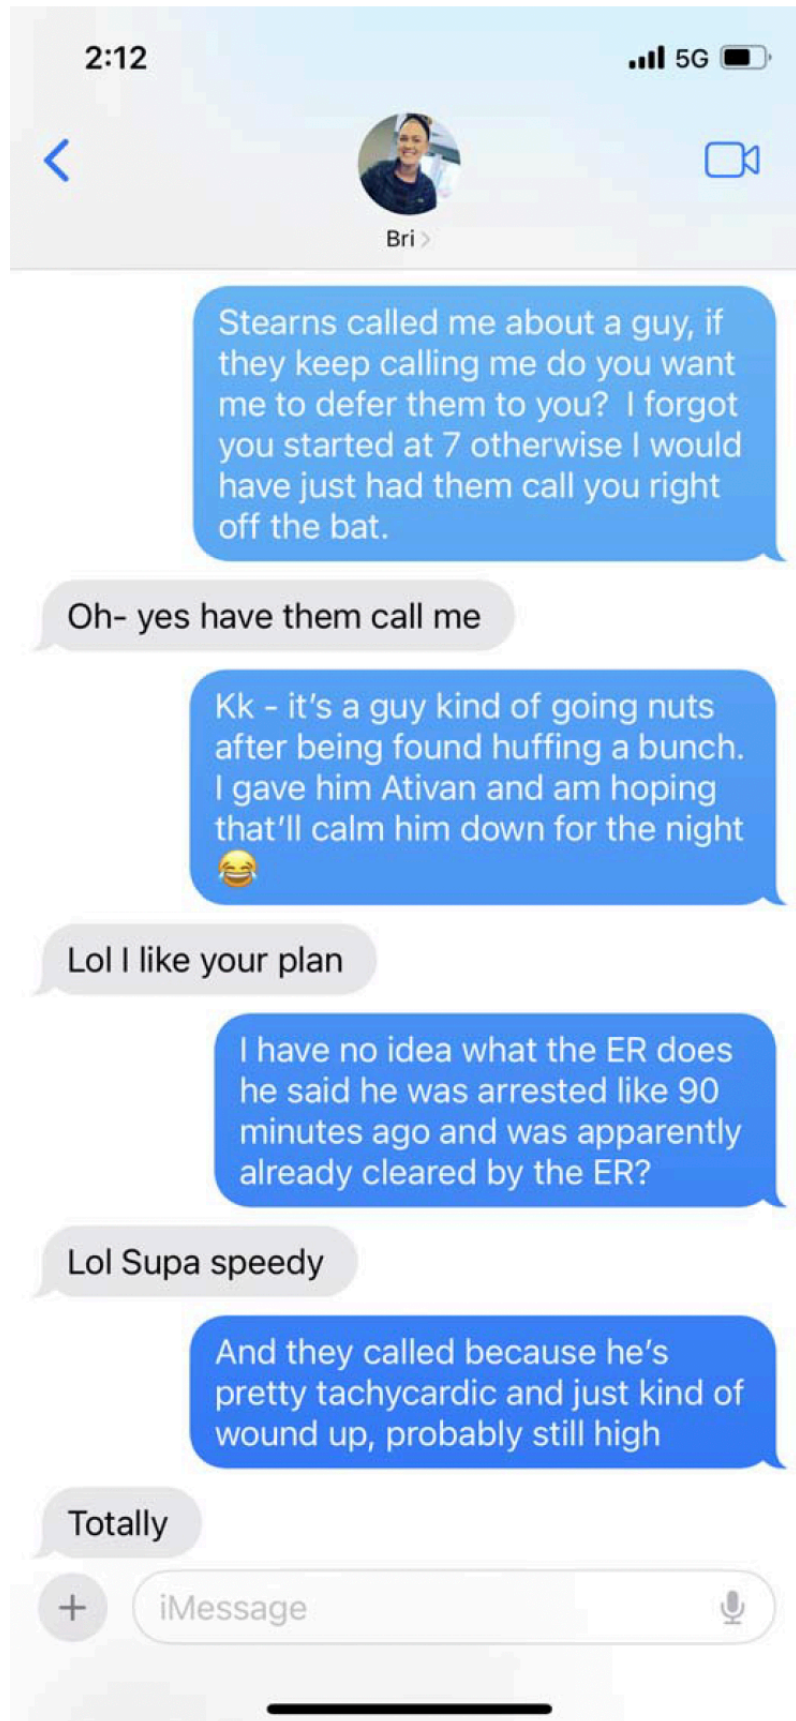 2:12
5G
Bri
Stearns called me about a guy, if
they keep calling me do you want
me to defer them to you?  I forgot
you started at 7 otherwise I would
have just had them call you right
off the bat.
Oh- yes have them call me
Kk - it’s a guy kind of going nuts
after being found huffing a bunch.
I gave him Ativan and am hoping
that’ll calm him down for the night
😂
Lol I like your plan
I have no idea what the ER does
he said he was arrested like 90
minutes ago and was apparently
already cleared by the ER?
Lol Supa speedy
And they called because he’s
pretty tachycardic and just kind of
wound up, probably still high
Totally
iMessage